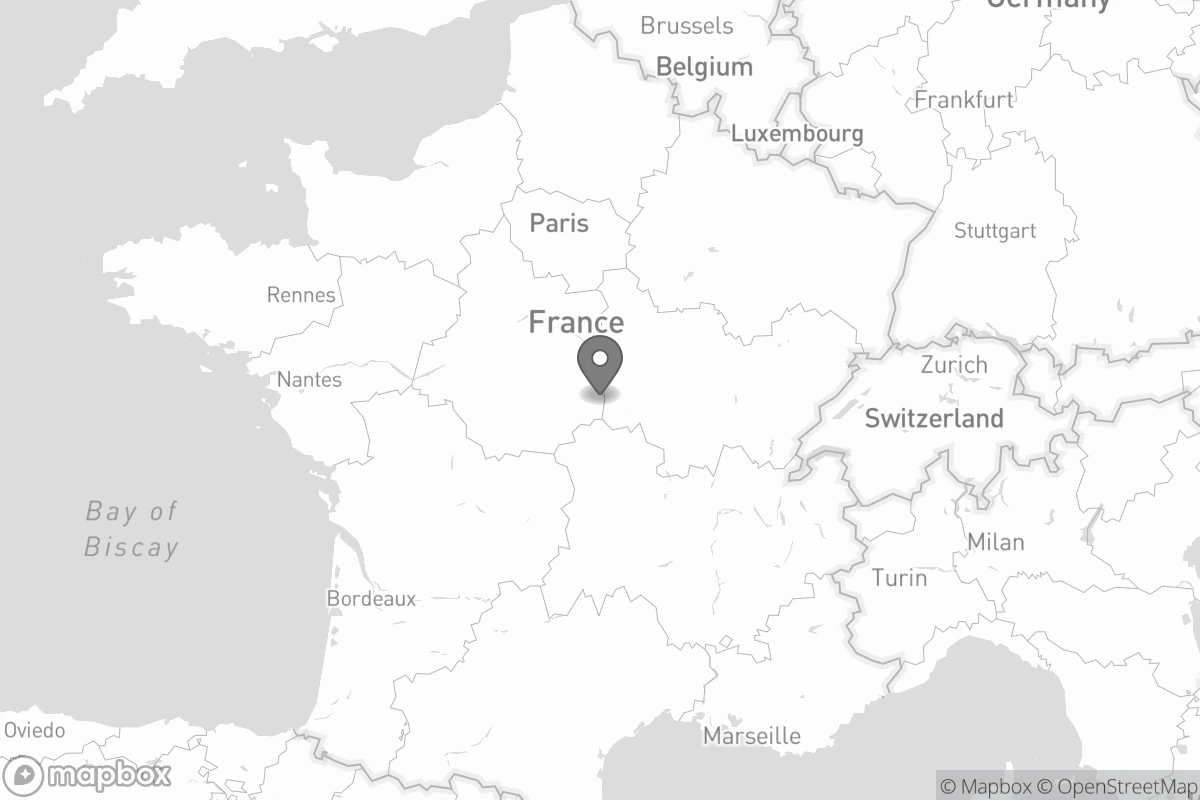 Germany
Brussels
Belgium
Frankfurt
Luxembourg
Paris
Stuttgart
Rennes
France
Zurich
Nantes
Switzerland
Bay of
Biscay
Milan
Turin
Bordeaux
Oviedo
Marseille
mapbox
© Mapbox © OpenStreetMap